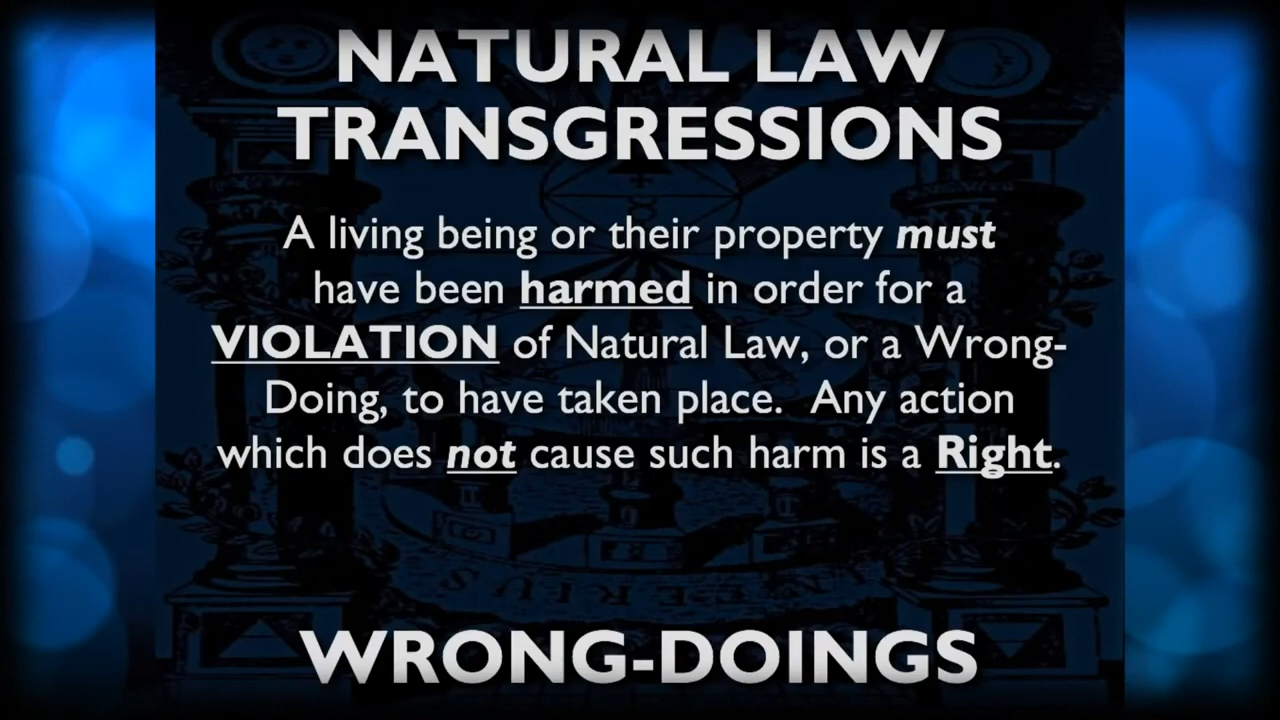 NATURAL LAW
TRANSGRESSIONS
A living being or their property must
have been harmed in order for a
VIOLATION of Natural Law, or a Wrong-
Doing, to have taken place.  Any action
which does not cause such harm is a Right.
WRONG-DOINGS